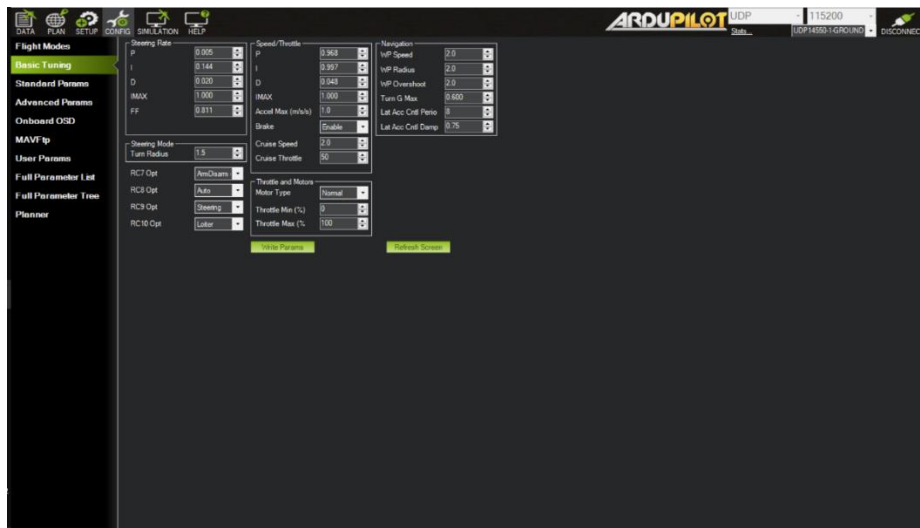 DATA PLAN SETUP CONFIG SIMULATION HELP
ARDUPILOT
UDP 115200
Stats... UDP14550-1-GROUND DISCONNEC
Flight Modes
Basic Tuning
Standard Params
Advanced Params
Onboard OSD
MAVFtp
User Params
Full Parameter List
Full Parameter Tree
Planner
Steering Rate
P 0.005
I 0.144
D 0.020
IMAX 1.000
FF 0.811
Steering Mode
Turn Radius 1.5
RC7 Opt ArmDisarm
RC8 Opt Auto
RC9 Opt Steering
RC10 Opt Loiter
Speed/Throttle
P 0.968
I 0.997
D 0.048
IMAX 1.000
Accel Max (m/s/s) 1.0
Brake Enable
Cruise Speed 2.0
Cruise Throttle 50
Throttle and Motors
Motor Type Normal
Throttle Min (%) 0
Throttle Max (% 100
Navigation
WP Speed 2.0
WP Radius 2.0
WP Overshoot 2.0
Turn G Max 0.600
Lat Acc Cntl Perio 8
Lat Acc Cntl Damp 0.75
Write Params Refresh Screen